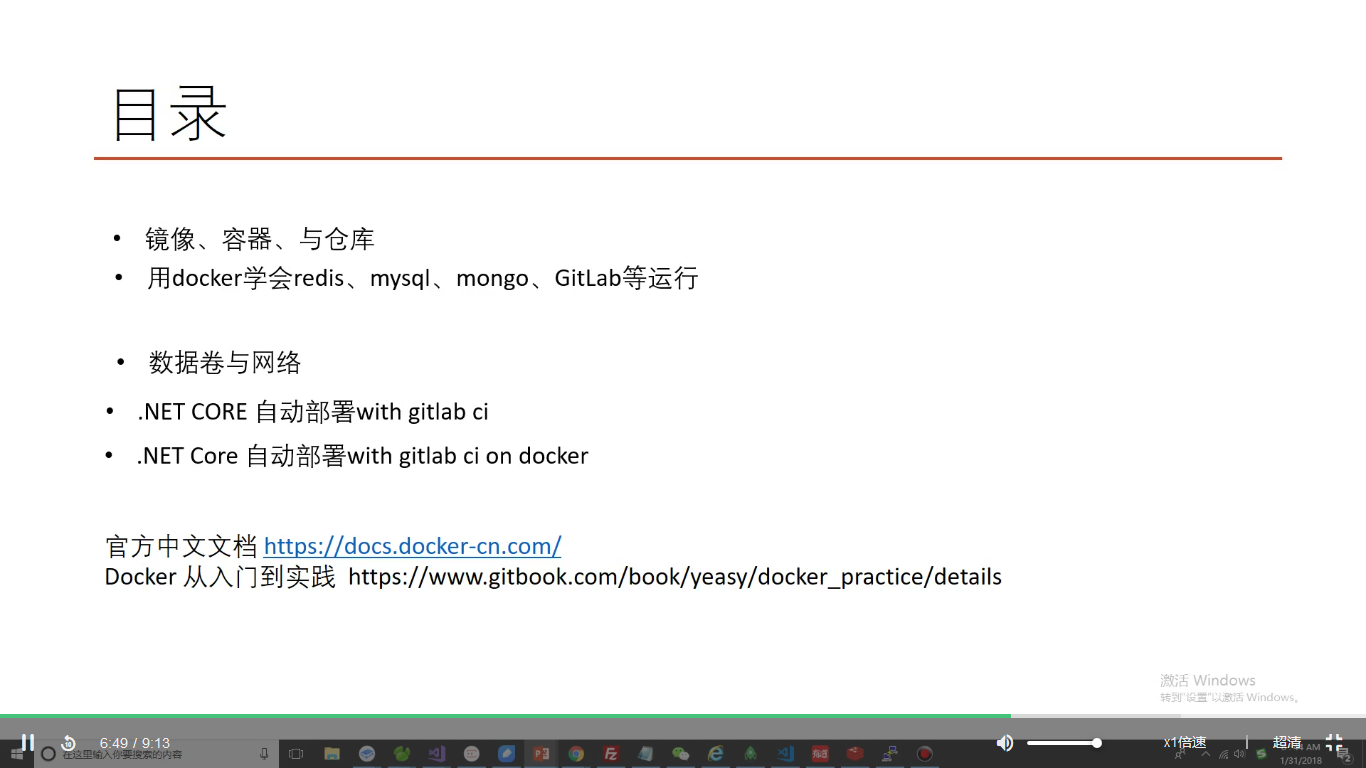 目录
• 镜像、容器、与仓库
• 用docker学会redis、mysql、mongo、GitLab等运行
• 数据卷与网络
• .NET CORE 自动部署with gitlab ci
• .NET Core 自动部署with gitlab ci on docker
官方中文文档 https://docs.docker-cn.com/
Docker 从入门到实践 https://www.gitbook.com/book/yeasy/docker_practice/details
激活 Windows
转到"设置"以激活 Windows。
6:49 / 9:13
x1倍速
超清
在这里输入你要搜索的内容
AM
1/31/2018